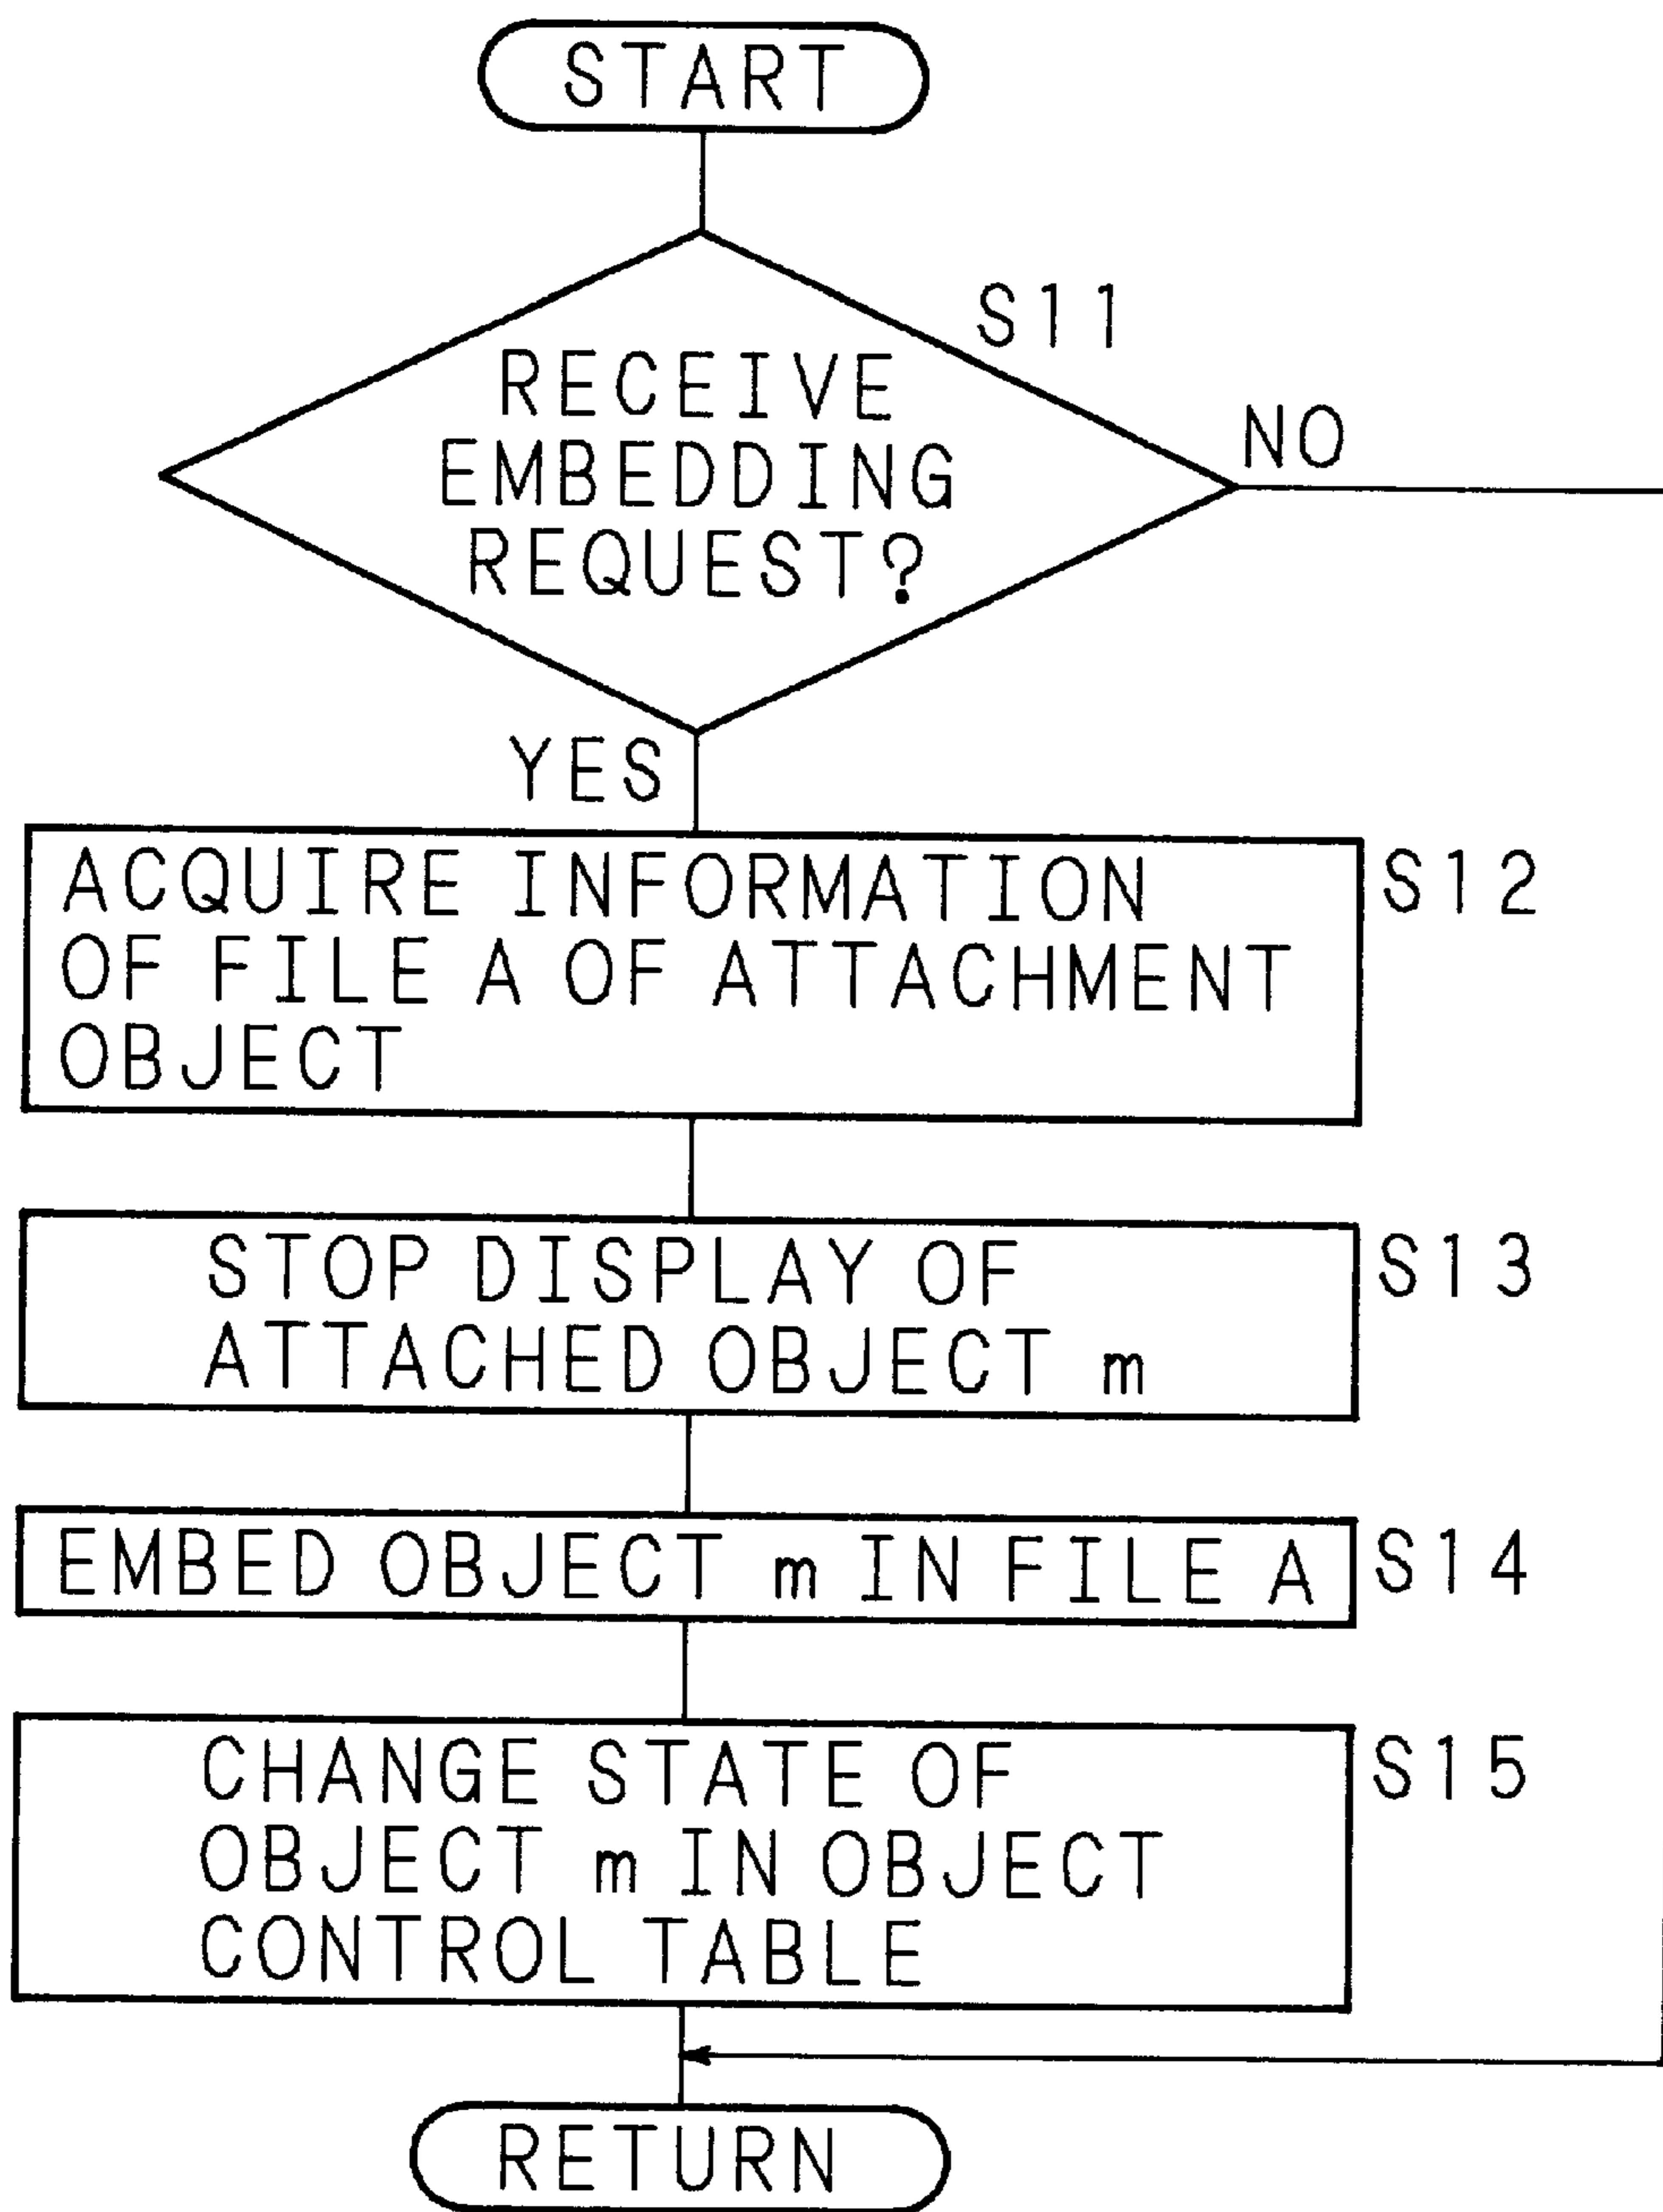 START
S11
RECEIVE
EMBEDDING
REQUEST?
NO
YES
ACQUIRE INFORMATION
OF FILE A OF ATTACHMENT
OBJECT
S12
STOP DISPLAY OF
ATTACHED OBJECT m
S13
EMBED OBJECT m IN FILE A
S14
CHANGE STATE OF
OBJECT m IN OBJECT
CONTROL TABLE
S15
RETURN